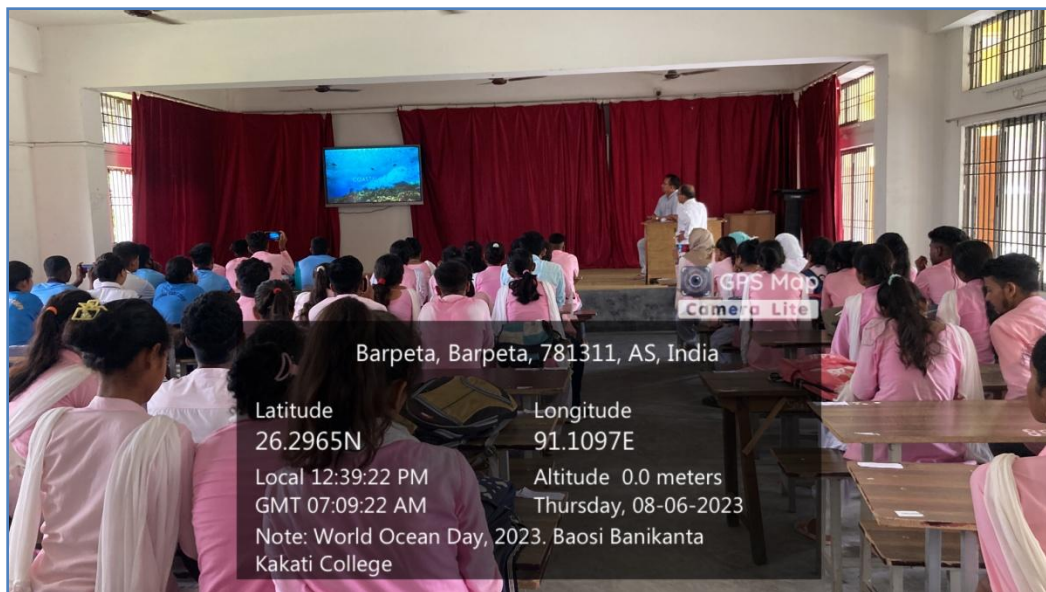 GPS Map
Camera Lite
Barpeta, Barpeta, 781311, AS, India
Latitude
26.2965N
Longitude
91.1097E
Local 12:39:22 PM
GMT 07:09:22 AM
Altitude 0.0 meters
Thursday, 08-06-2023
Note: World Ocean Day, 2023. Baosi Banikanta
Kakati College